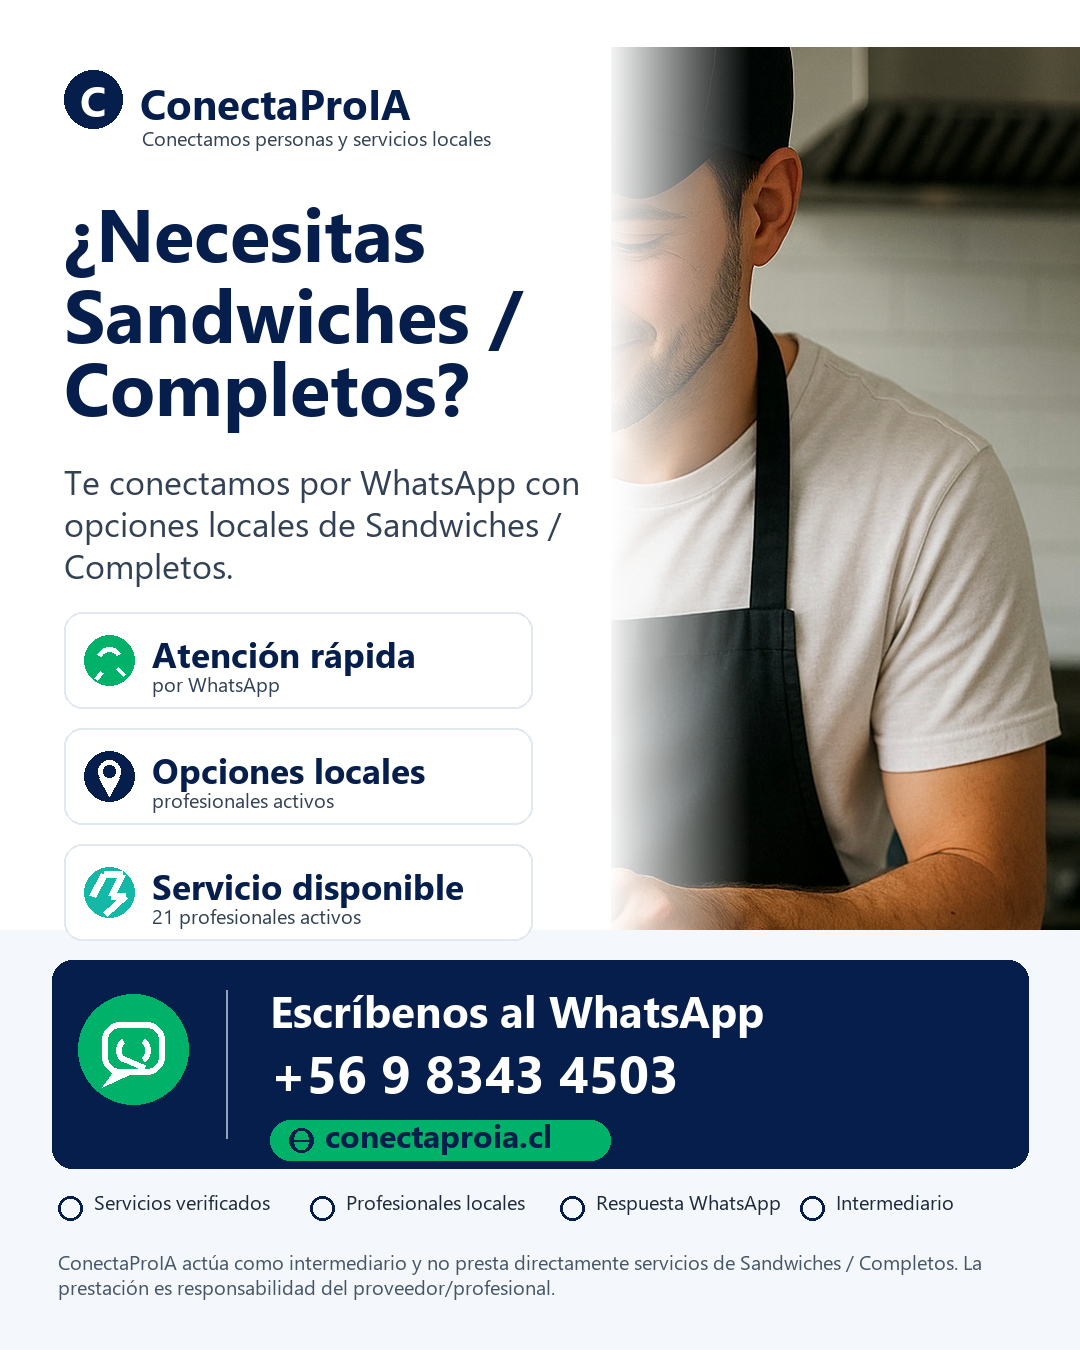 C ConectaProIA
Conectamos personas y servicios locales
¿Necesitas
Sandwiches /
Completos?
Te conectamos por WhatsApp con
opciones locales de Sandwiches /
Completos.
Atención rápida
por WhatsApp
Opciones locales
profesionales activos
Servicio disponible
21 profesionales activos
Escríbenos al WhatsApp
+56 9 8343 4503
conectaproia.cl
Servicios verificados Profesionales locales Respuesta WhatsApp Intermediario
ConectaProIA actúa como intermediario y no presta directamente servicios de Sandwiches / Completos. La
prestación es responsabilidad del proveedor/profesional.